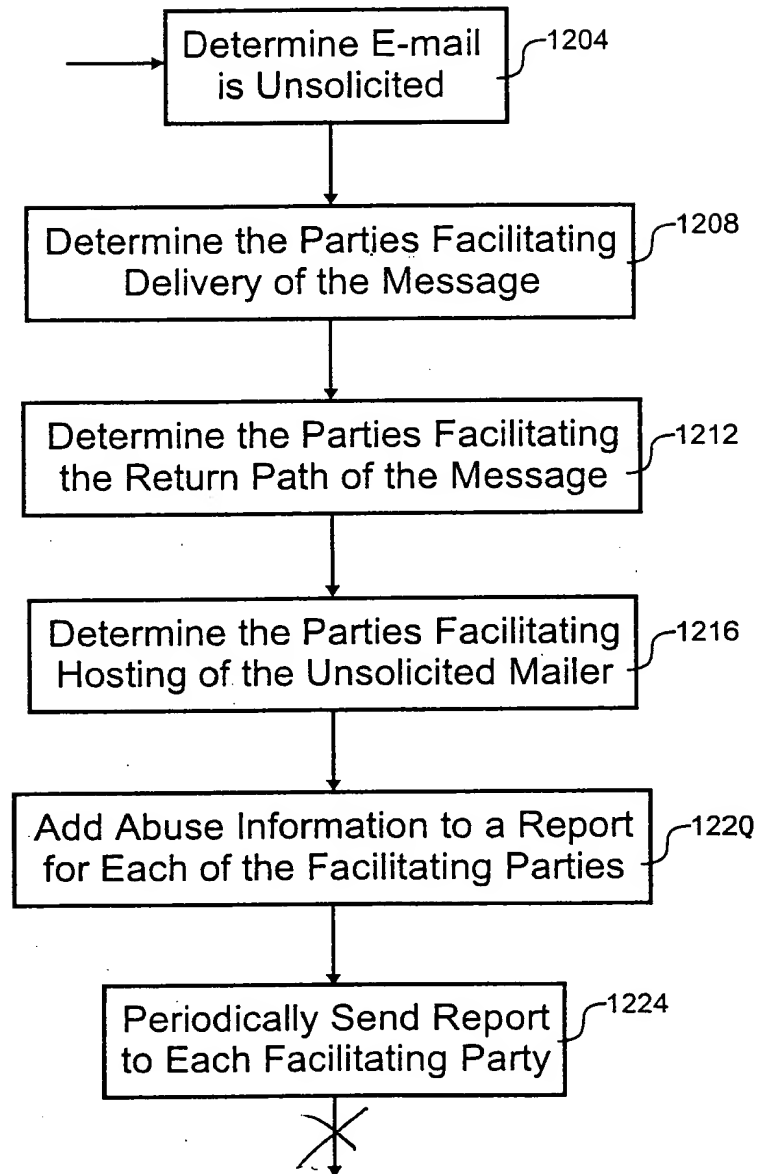 Determine E-mail
is Unsolicited
1204
Determine the Parties Facilitating
Delivery of the Message
1208
Determine the Parties Facilitating
the Return Path of the Message
1212
Determine the Parties Facilitating
Hosting of the Unsolicited Mailer
1216
Add Abuse Information to a Report
for Each of the Facilitating Parties
1220
Periodically Send Report
to Each Facilitating Party
1224